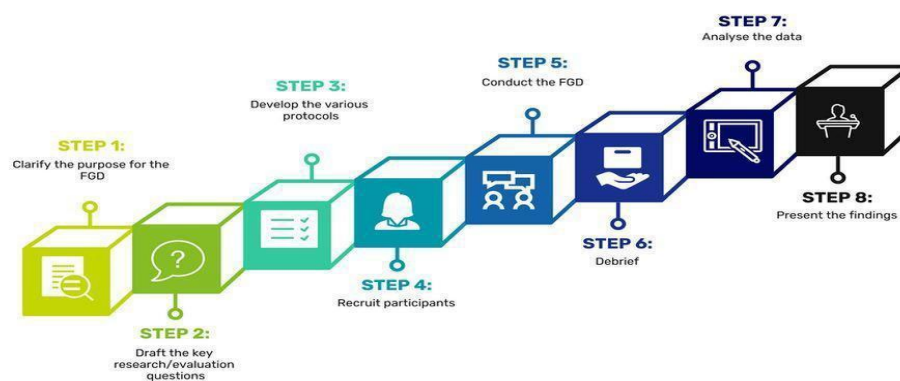 STEP 1:
Clarify the purpose for the
FGD
STEP 2:
Draft the key
research/evaluation
questions
STEP 3:
Develop the various
protocols
STEP 4:
Recruit participants
STEP 5:
Conduct the FGD
STEP 6:
Debrief
STEP 7:
Analyse the data
STEP 8:
Present the findings
?